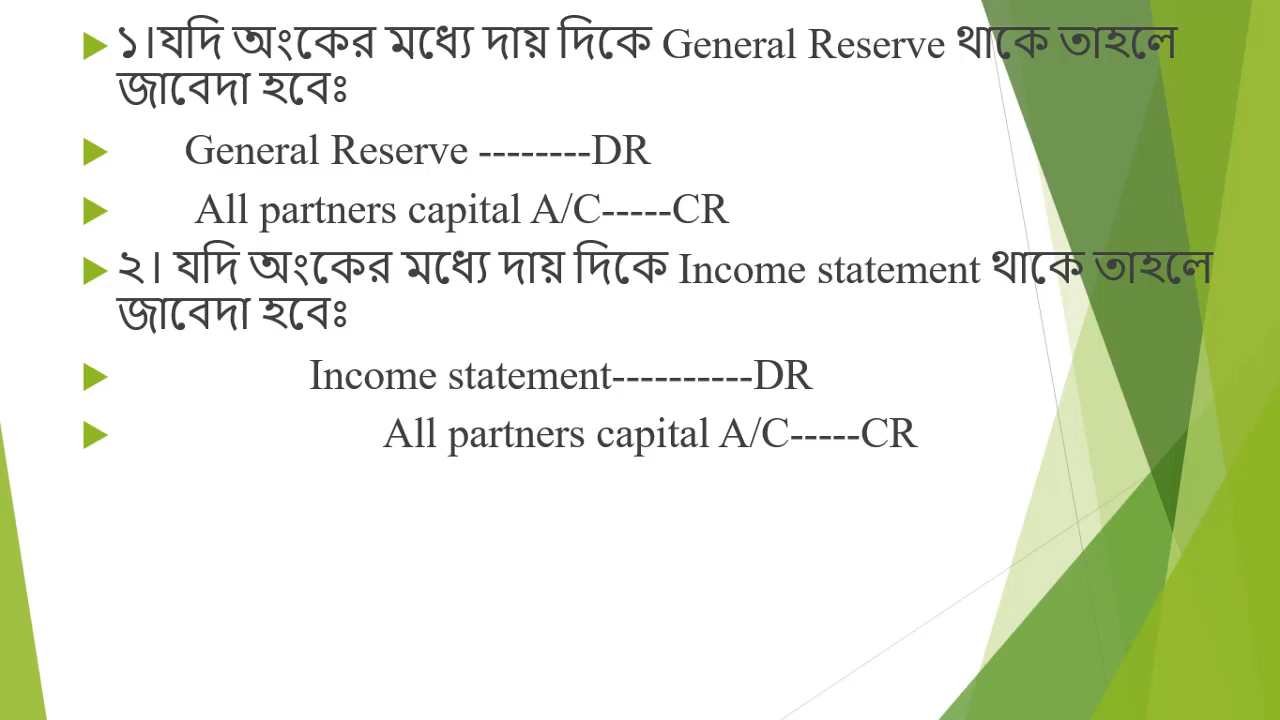 ১।যদি অংকের মধ্যে দায় দিকে General Reserve থাকে তাহলে
জাবেদা হবেঃ
General Reserve --------DR
All partners capital A/C-----CR
২। যদি অংকের মধ্যে দায় দিকে Income statement থাকে তাহলে
জাবেদা হবেঃ
Income statement----------DR
All partners capital A/C-----CR